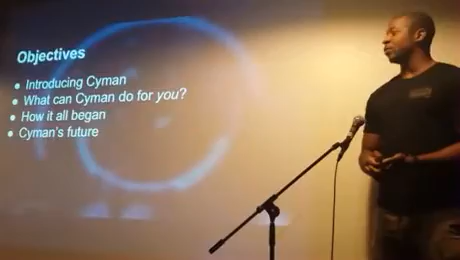 Objectives
● Introducing Cyman
● What can Cyman do for you?
● How it all began
● Cyman's future